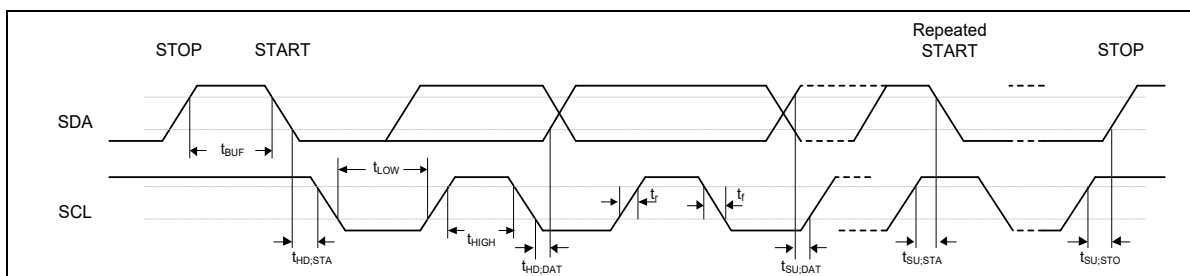 STOP
START
Repeated
START
STOP
SDA
tBUF
tLOW
SCL
tr
tf
tHIGH
tHD;STA
tHD;DAT
tSU;DAT
tSU;STA
tSU;STO